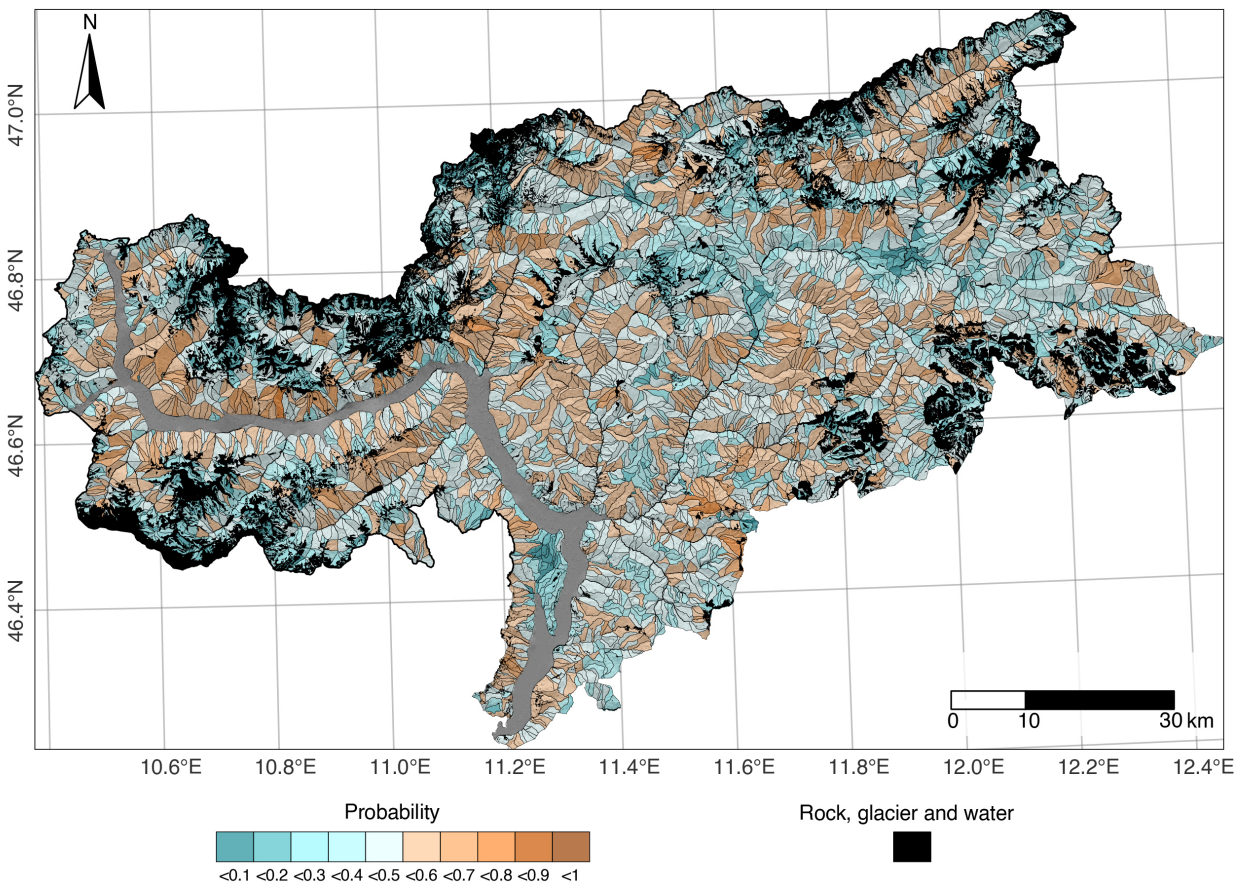 N
47.0°N
46.8°N
46.6°N
46.4°N
0 10 30 km
10.6°E 10.8°E 11.0°E 11.2°E 11.4°E 11.6°E 11.8°E 12.0°E 12.2°E 12.4°E
Probability Rock, glacier and water
<0.1 <0.2 <0.3 <0.4 <0.5 <0.6 <0.7 <0.8 <0.9 <1